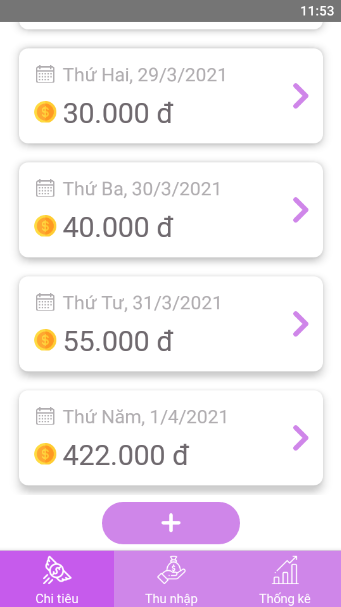 11:53
Thứ Hai, 29/3/2021
30.000 đ
Thứ Ba, 30/3/2021
40.000 đ
Thứ Tư, 31/3/2021
55.000 đ
Thứ Năm, 1/4/2021
422.000 đ
+
Chi tiêu Thu nhập Thống kê